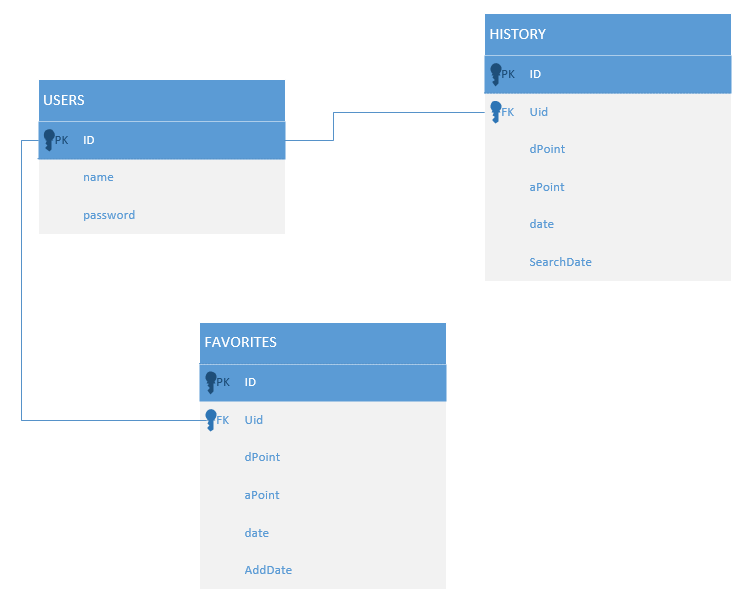 HISTORY
PK ID
FK Uid
dPoint
aPoint
date
SearchDate
USERS
PK ID
name
password
FAVORITES
PK ID
FK Uid
dPoint
aPoint
date
AddDate